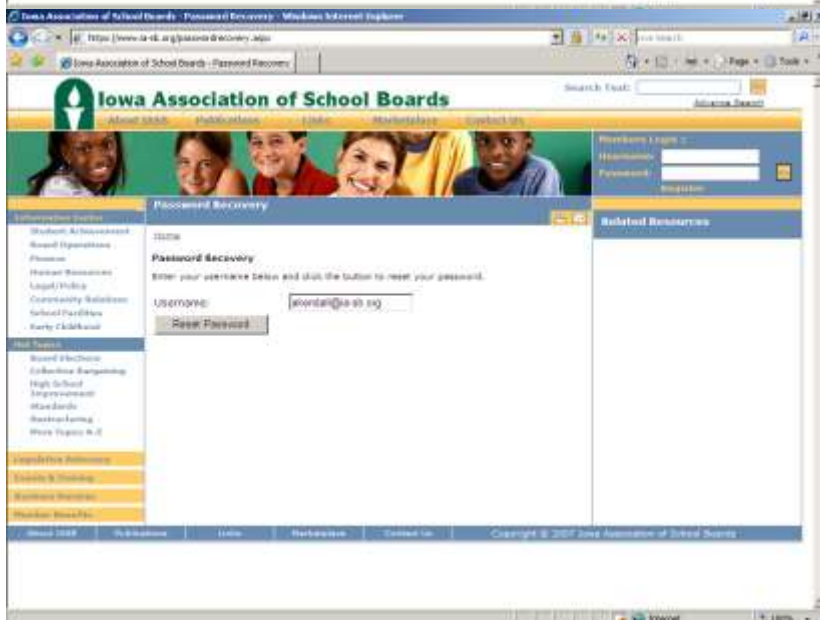 Iowa Association of School Boards - Password Recovery - Windows Internet Explorer
Iowa Association of School Boards - Password Recovery
Page
Tools
Search Text:
Advance Search
Iowa Association of School Boards
About IASB Publications Links Marketplace Contact Us
Members Login :
Username:
Password:
Register
Password Recovery
Related Resources
Information Center
Student Achievement
Board Operations
Finance
Human Resources
Legal/Policy
Community Relations
School Facilities
Early Childhood
Hot Topics
Board Elections
Collective Bargaining
High School
Improvement
Standards
Restructuring
More Topics A-Z
Legislative Advocacy
Events & Training
Business Services
Member Benefits
Home
Password Recovery
Enter your username below and click the button to reset your password.
Username:
Reset Password
About IASB Publications Links Marketplace Contact Us Copyright © 2007 Iowa Association of School Boards
Internet
100%